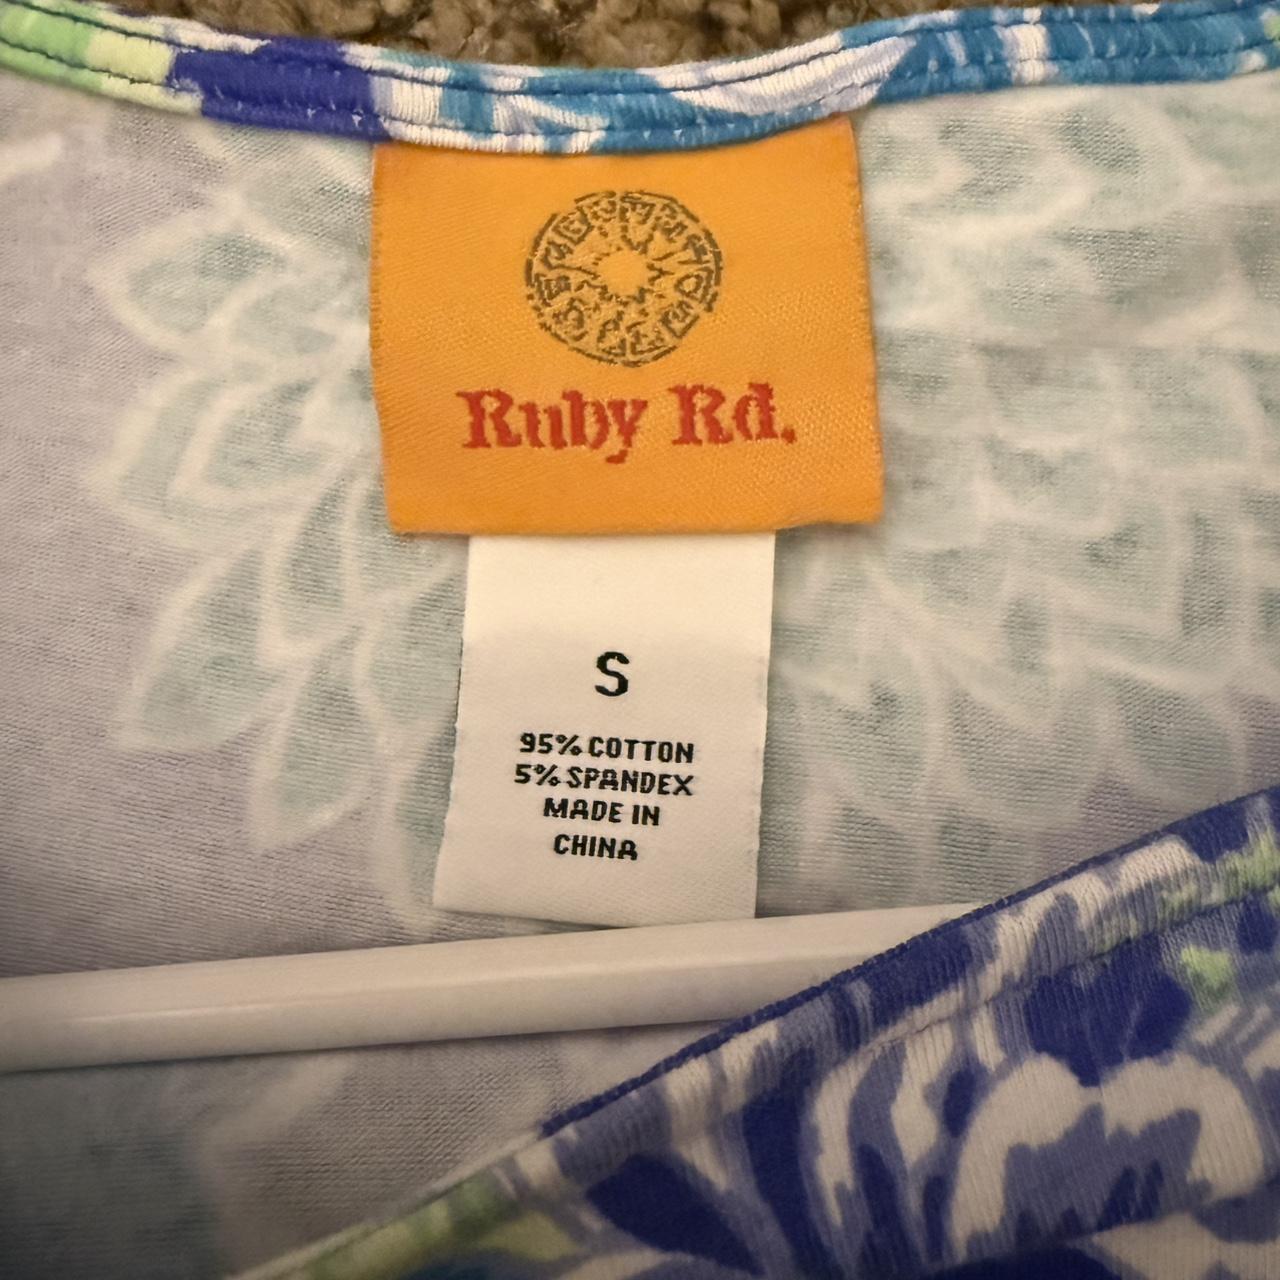 Ruby Rd.
S
95% COTTON
5% SPANDEX
MADE IN
CHINA